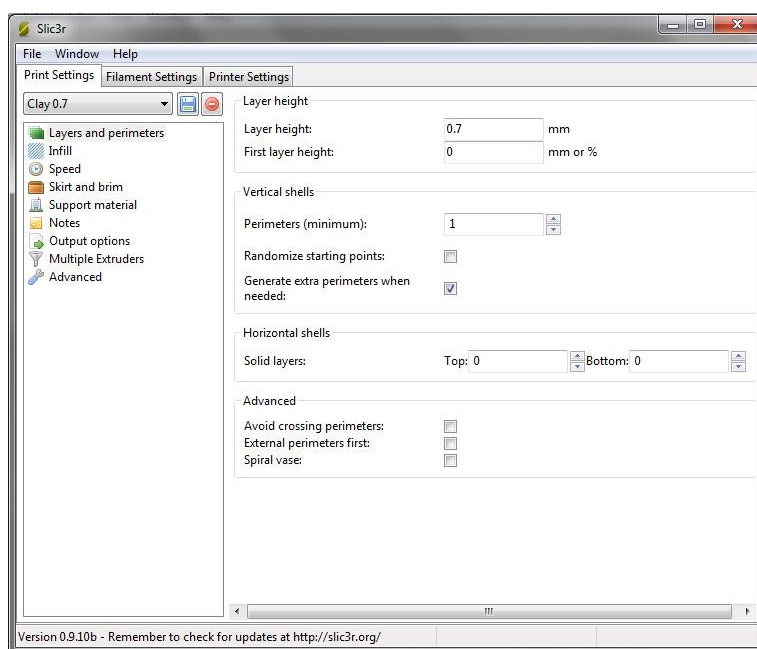 Slic3r
File Window Help
Print Settings Filament Settings Printer Settings
Clay 0.7
Layers and perimeters
Infill
Speed
Skirt and brim
Support material
Notes
Output options
Multiple Extruders
Advanced
Layer height
Layer height: 0.7 mm
First layer height: 0 mm or %
Vertical shells
Perimeters (minimum): 1
Randomize starting points:
Generate extra perimeters when
needed:
Horizontal shells
Solid layers: Top: 0 Bottom: 0
Advanced
Avoid crossing perimeters:
External perimeters first:
Spiral vase:
Version 0.9.10b - Remember to check for updates at http://slic3r.org/